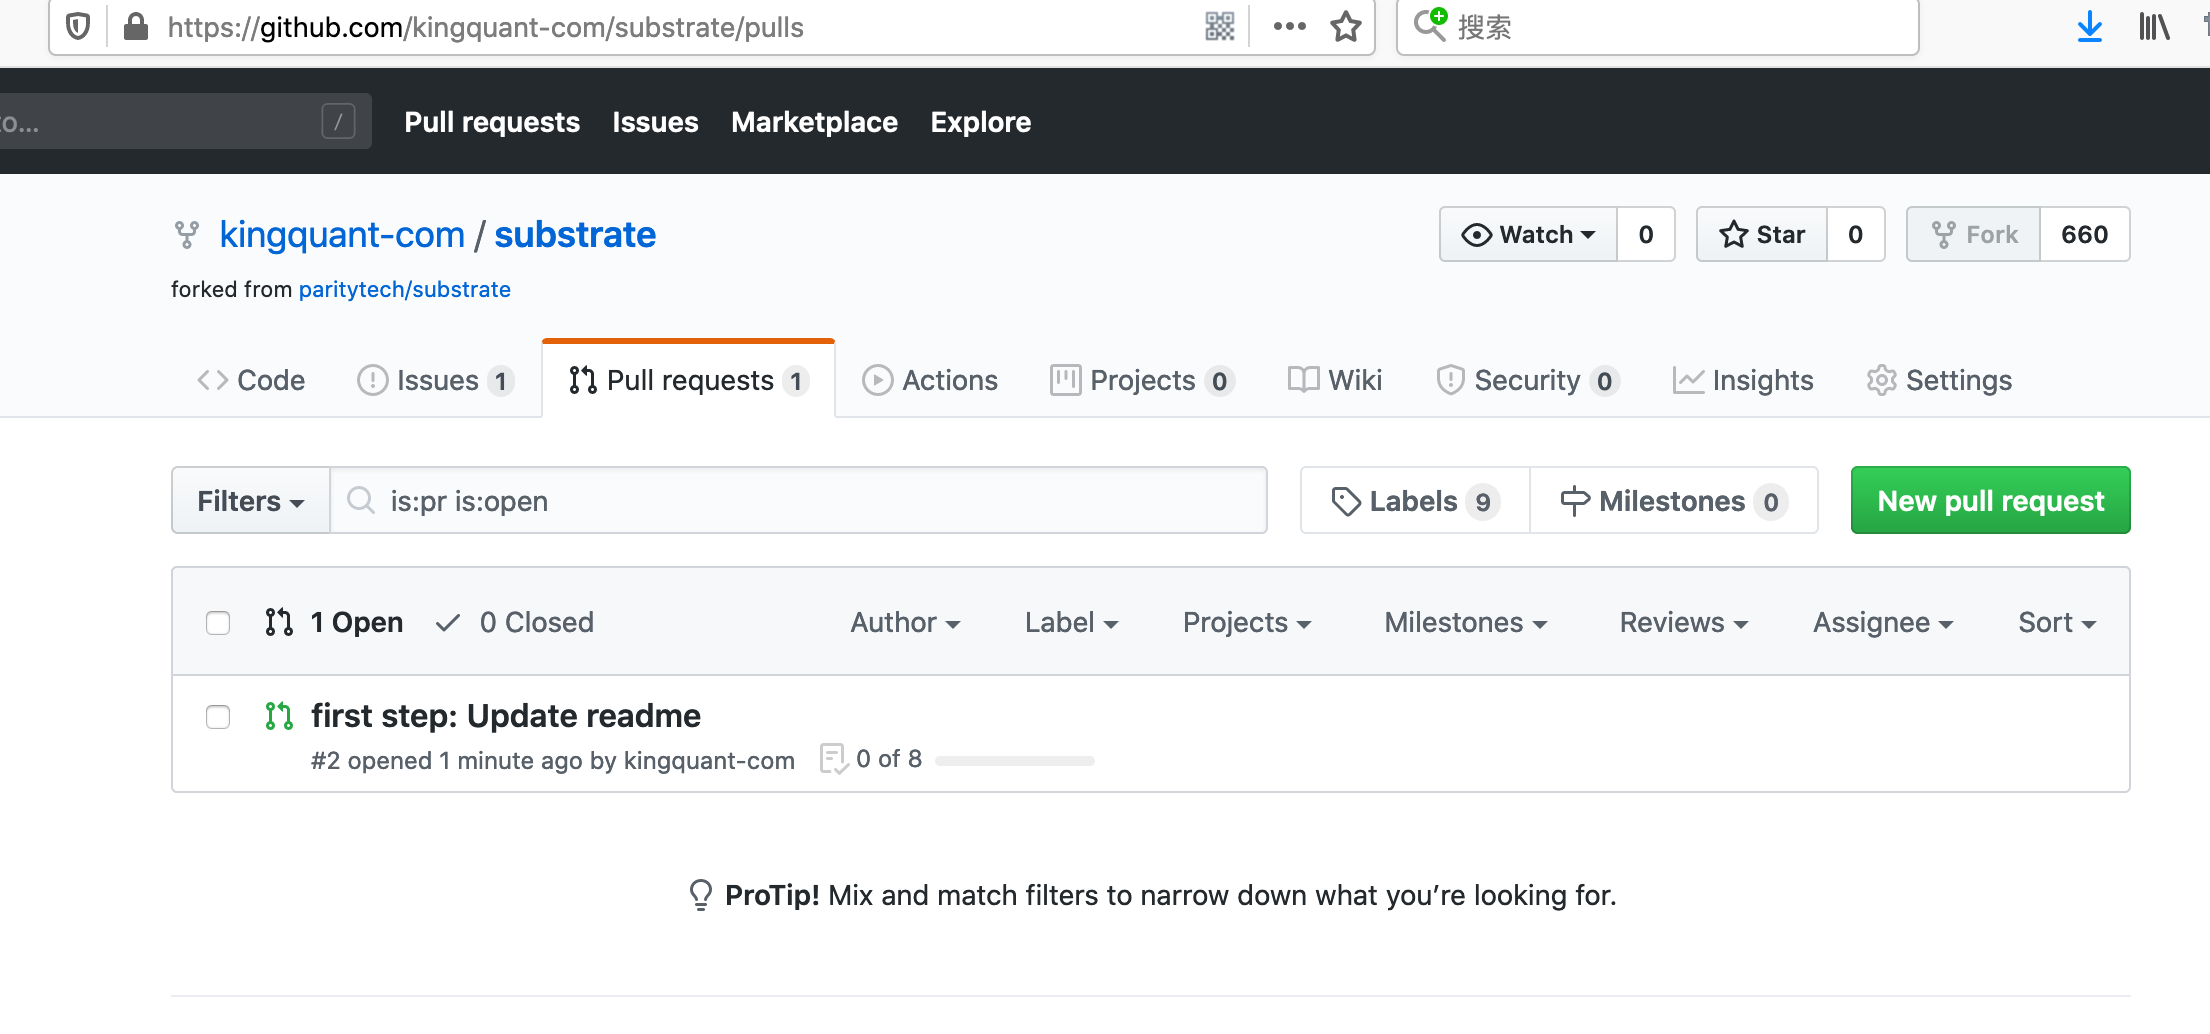 https://github.com/kingquant-com/substrate/pulls 搜索
to... / Pull requests Issues Marketplace Explore
kingquant-com / substrate Watch 0 Star 0 Fork 660
forked from paritytech/substrate
Code Issues 1 Pull requests 1 Actions Projects 0 Wiki Security 0 Insights Settings
Filters is:pr is:open Labels 9 Milestones 0 New pull request
1 Open 0 Closed Author Label Projects Milestones Reviews Assignee Sort
first step: Update readme
#2 opened 1 minute ago by kingquant-com 0 of 8
ProTip! Mix and match filters to narrow down what you’re looking for.